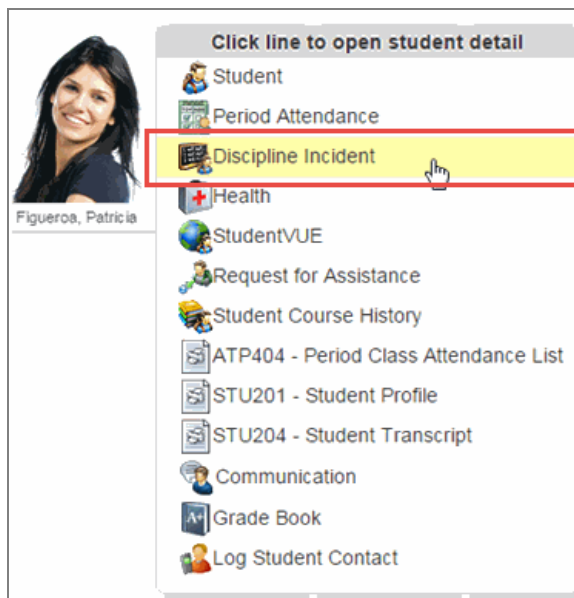 Click line to open student detail
Student
Period Attendance
Discipline Incident
Health
Figueroa, Patricia
StudentVUE
Request for Assistance
Student Course History
ATP404 - Period Class Attendance List
STU201 - Student Profile
STU204 - Student Transcript
Communication
A+
Grade Book
Log Student Contact